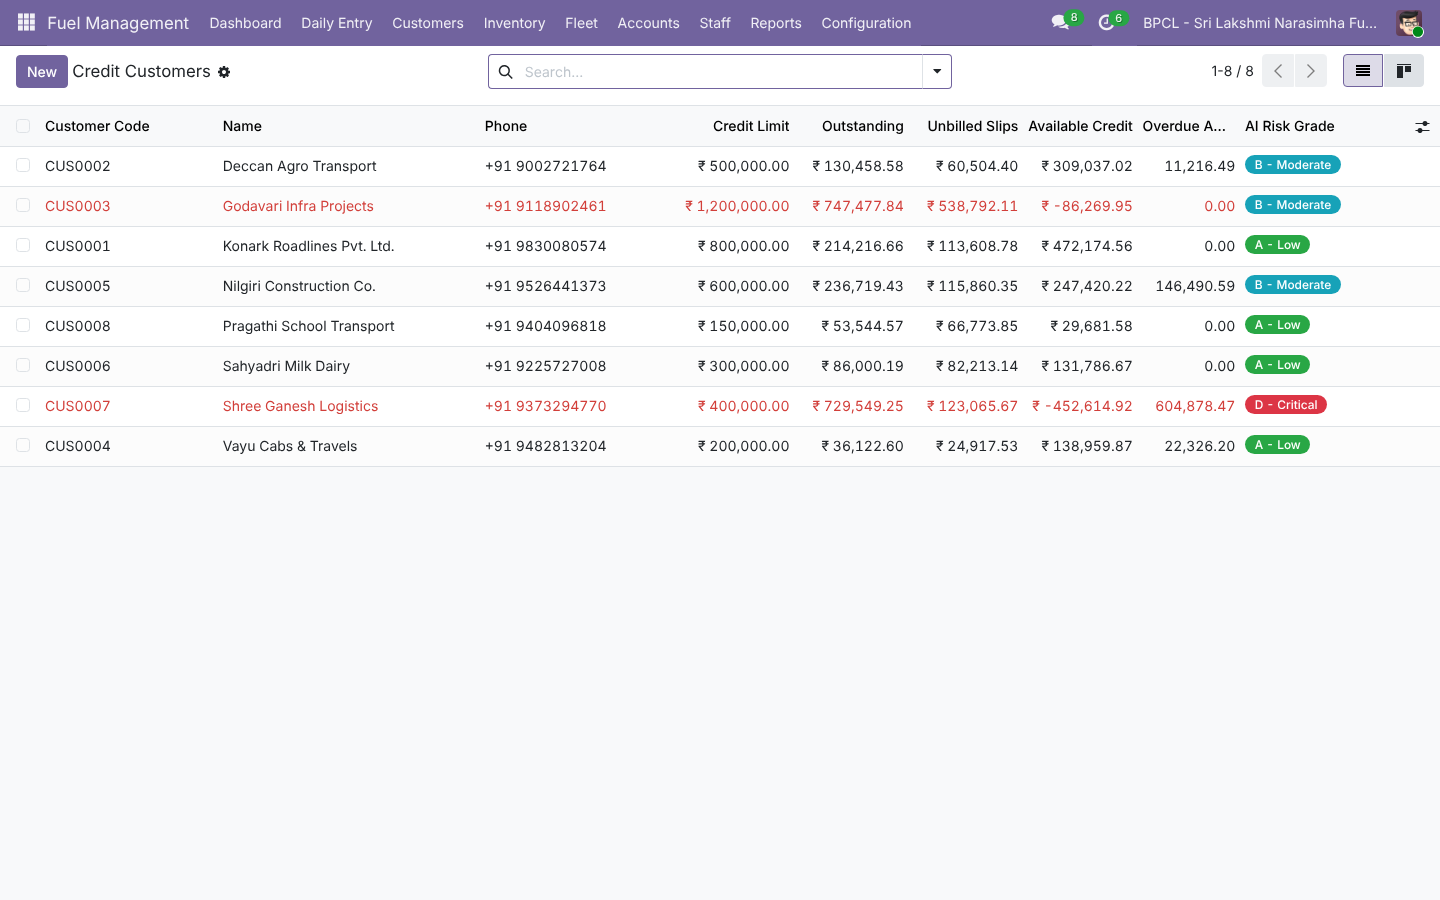 Fuel Management Dashboard Daily Entry Customers Inventory Fleet Accounts Staff Reports Configuration 8 6 BPCL - Sri Lakshmi Narasimha Fu...
New Credit Customers Search... 1-8 / 8
Customer Code Name Phone Credit Limit Outstanding Unbilled Slips Available Credit Overdue A... AI Risk Grade
CUS0002 Deccan Agro Transport +91 9002721764 ₹ 500,000.00 ₹ 130,458.58 ₹ 60,504.40 ₹ 309,037.02 11,216.49 B - Moderate
CUS0003 Godavari Infra Projects +91 9118902461 ₹ 1,200,000.00 ₹ 747,477.84 ₹ 538,792.11 ₹ -86,269.95 0.00 B - Moderate
CUS0001 Konark Roadlines Pvt. Ltd. +91 9830080574 ₹ 800,000.00 ₹ 214,216.66 ₹ 113,608.78 ₹ 472,174.56 0.00 A - Low
CUS0005 Nilgiri Construction Co. +91 9526441373 ₹ 600,000.00 ₹ 236,719.43 ₹ 115,860.35 ₹ 247,420.22 146,490.59 B - Moderate
CUS0008 Pragathi School Transport +91 9404096818 ₹ 150,000.00 ₹ 53,544.57 ₹ 66,773.85 ₹ 29,681.58 0.00 A - Low
CUS0006 Sahyadri Milk Dairy +91 9225727008 ₹ 300,000.00 ₹ 86,000.19 ₹ 82,213.14 ₹ 131,786.67 0.00 A - Low
CUS0007 Shree Ganesh Logistics +91 9373294770 ₹ 400,000.00 ₹ 729,549.25 ₹ 123,065.67 ₹ -452,614.92 604,878.47 D - Critical
CUS0004 Vayu Cabs & Travels +91 9482813204 ₹ 200,000.00 ₹ 36,122.60 ₹ 24,917.53 ₹ 138,959.87 22,326.20 A - Low